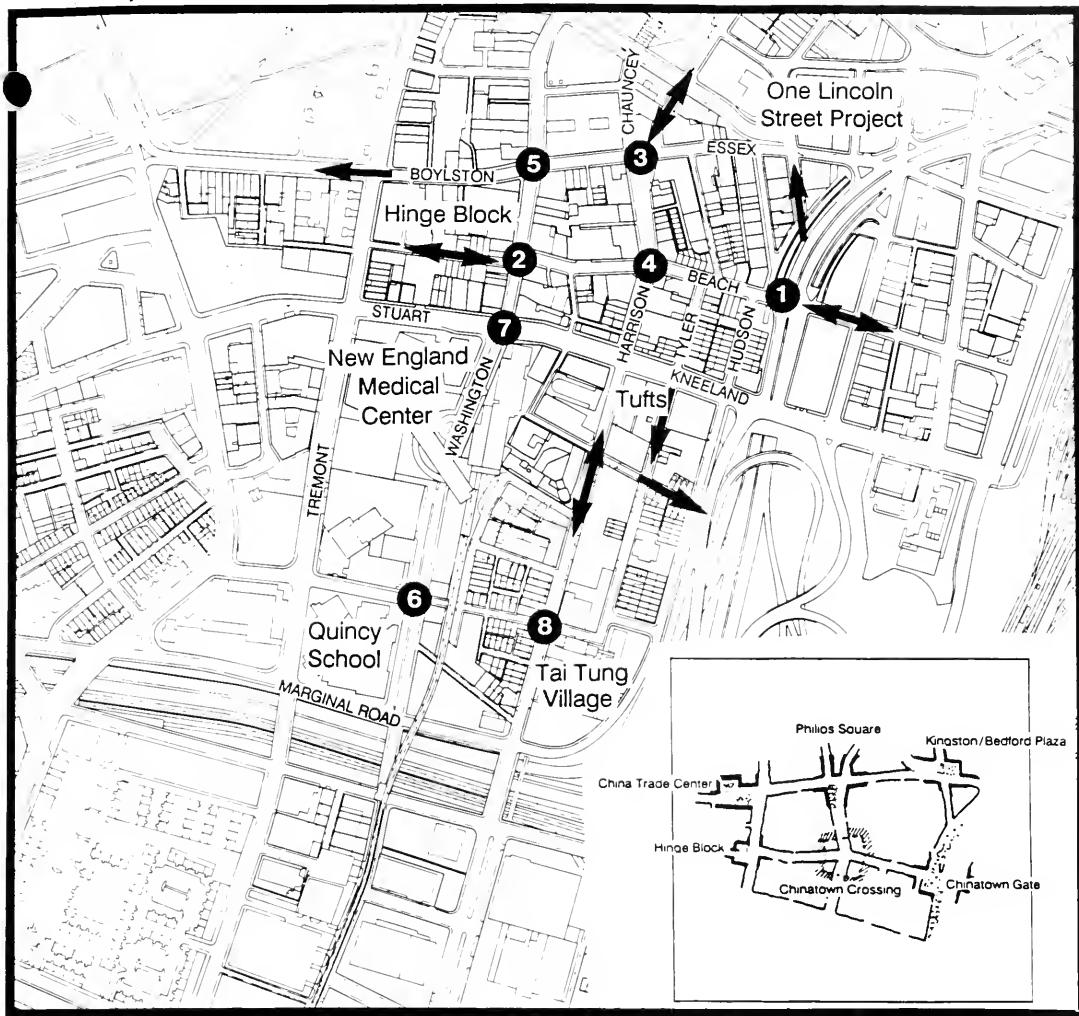 CHAUNCEY
One Lincoln
Street Project
3
ESSEX
5
BOYLSTON
Hinge Block
2
4
BEACH
1
STUART
7
HARRISON
TYLER
HUDSON
New England
Medical
Center
WASHINGTON
KNEELAND
Tufts
TREMONT
6
8
Quincy
School
Tai Tung
Village
MARGINAL ROAD
Philips Square
Kingston/Bedford Plaza
China Trade Center
Hinge Block
Chinatown Crossing
Chinatown Gate